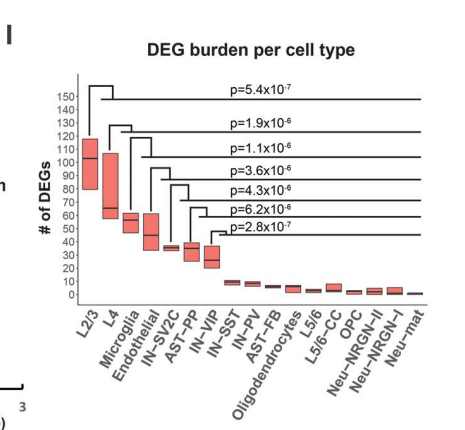 I
DEG burden per cell type
# of DEGs
150
140
130
120
110
100
90
80
70
60
50
40
30
20
10
0
p=5.4x10⁻⁷
p=1.9x10⁻⁶
p=1.1x10⁻⁶
p=3.6x10⁻⁶
p=4.3x10⁻⁶
p=6.2x10⁻⁶
p=2.8x10⁻⁷
L2/3
L4
Microglia
Endothelial
IN−SV2C
AST−PP
IN−VIP
IN−SST
IN−PV
AST−FB
Oligodendrocytes
L5/6
L5/6−CC
OPC
Neu−NRGN−II
Neu−NRGN−I
Neu−mat
3